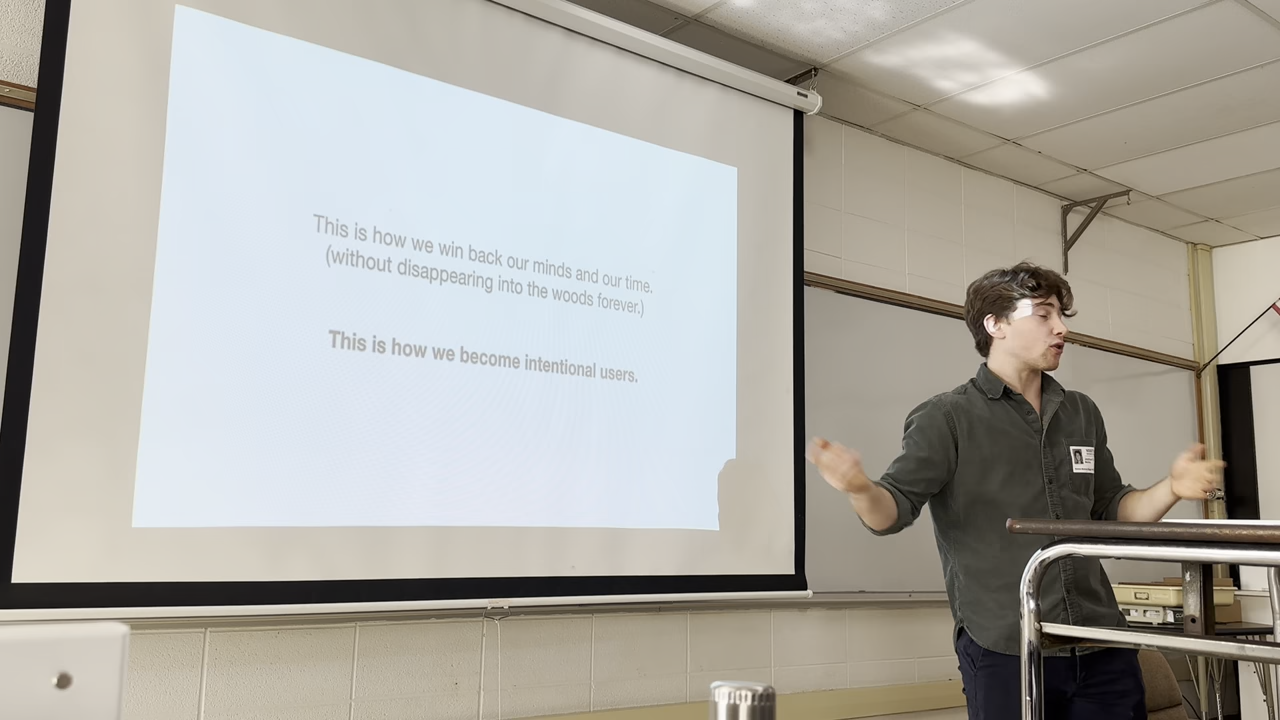 This is how we win back our minds and our time.
(without disappearing into the woods forever.)
This is how we become intentional users.